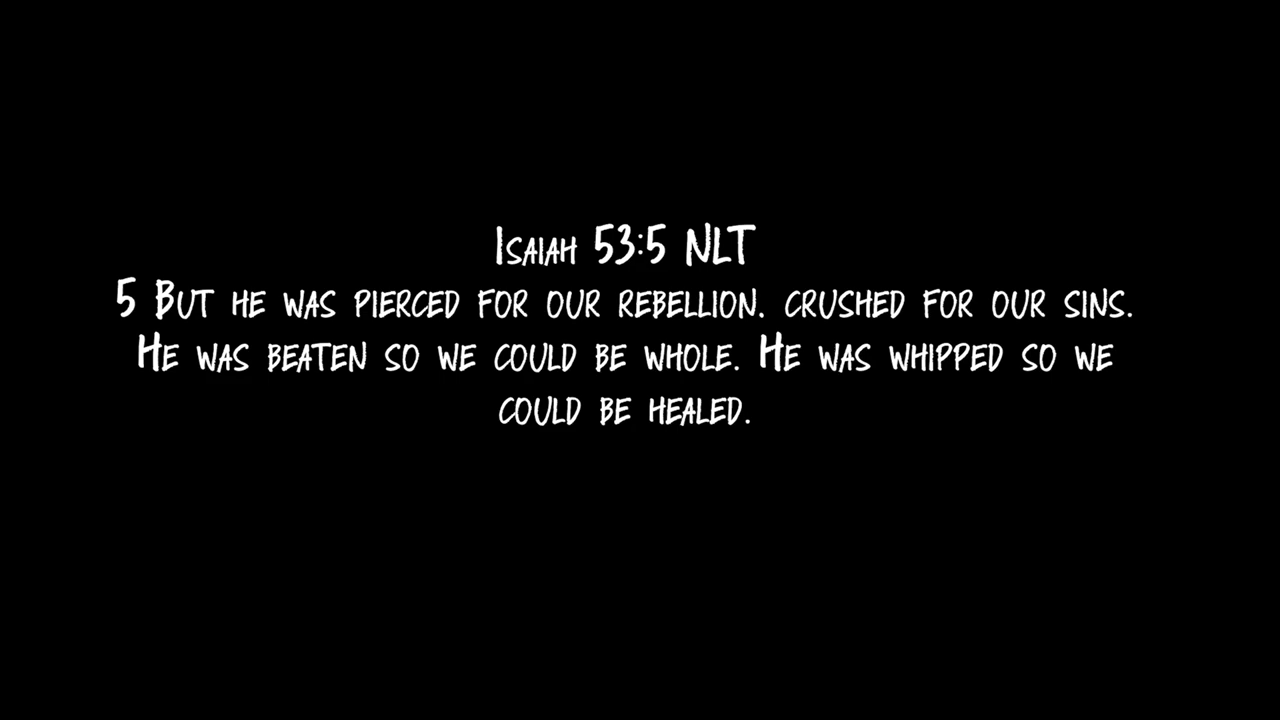 Isaiah 53:5 NLT
5 But he was pierced for our rebellion. crushed for our sins.
He was beaten so we could be whole. He was whipped so we
could be healed.